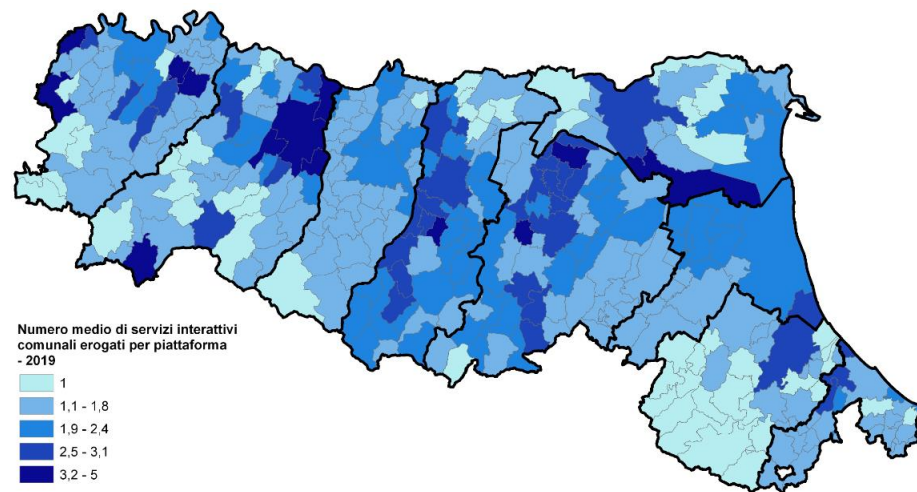 Numero medio di servizi interattivi
comunali erogati per piattaforma
- 2019
1
1,1 - 1,8
1,9 - 2,4
2,5 - 3,1
3,2 - 5